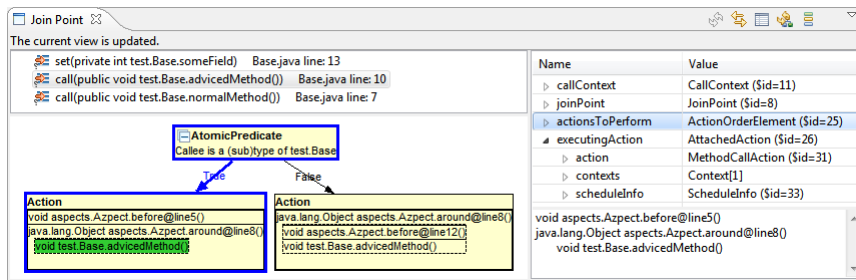 Join Point
The current view is updated.
set(private int test.Base.someField) Base.java line: 13
call(public void test.Base.advicedMethod()) Base.java line: 10
call(public void test.Base.normalMethod()) Base.java line: 7
AtomicPredicate
Callee is a (sub)type of test.Base
True
False
Action
void aspects.Azpect.before@line5()
java.lang.Object aspects.Azpect.around@line8()
void test.Base.advicedMethod()
Action
java.lang.Object aspects.Azpect.around@line8()
void aspects.Azpect.before@line12()
void test.Base.advicedMethod()
Name Value
callContext CallContext ($id=11)
joinPoint JoinPoint ($id=8)
actionsToPerform ActionOrderElement ($id=25)
executingAction AttachedAction ($id=26)
action MethodCallAction ($id=31)
contexts Context[1]
scheduleInfo ScheduleInfo ($id=33)
void aspects.Azpect.before@line5()
java.lang.Object aspects.Azpect.around@line8()
void test.Base.advicedMethod()